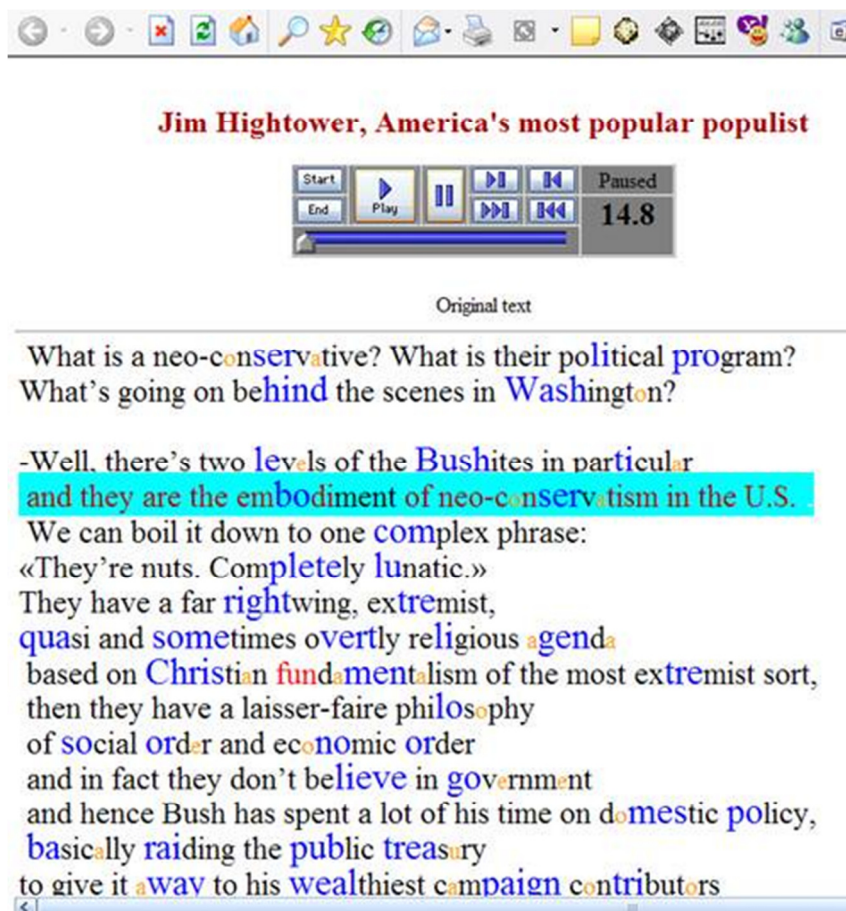 Jim Hightower, America's most popular populist
Start
Play
Paused
End
14.8
Original text
What is a neo-conservative? What is their political program?
What's going on behind the scenes in Washington?
-Well, there's two levels of the Bushites in particular
and they are the embodiment of neo-conservatism in the U.S.
We can boil it down to one complex phrase:
«They're nuts. Completely lunatic.»
They have a far rightwing, extremist,
quasi and sometimes overtly religious agenda
based on Christian fundamentalism of the most extremist sort,
then they have a laisser-faire philosophy
of social order and economic order
and in fact they don't believe in government
and hence Bush has spent a lot of his time on domestic policy,
basically raiding the public treasury
to give it away to his wealthiest campaign contributors